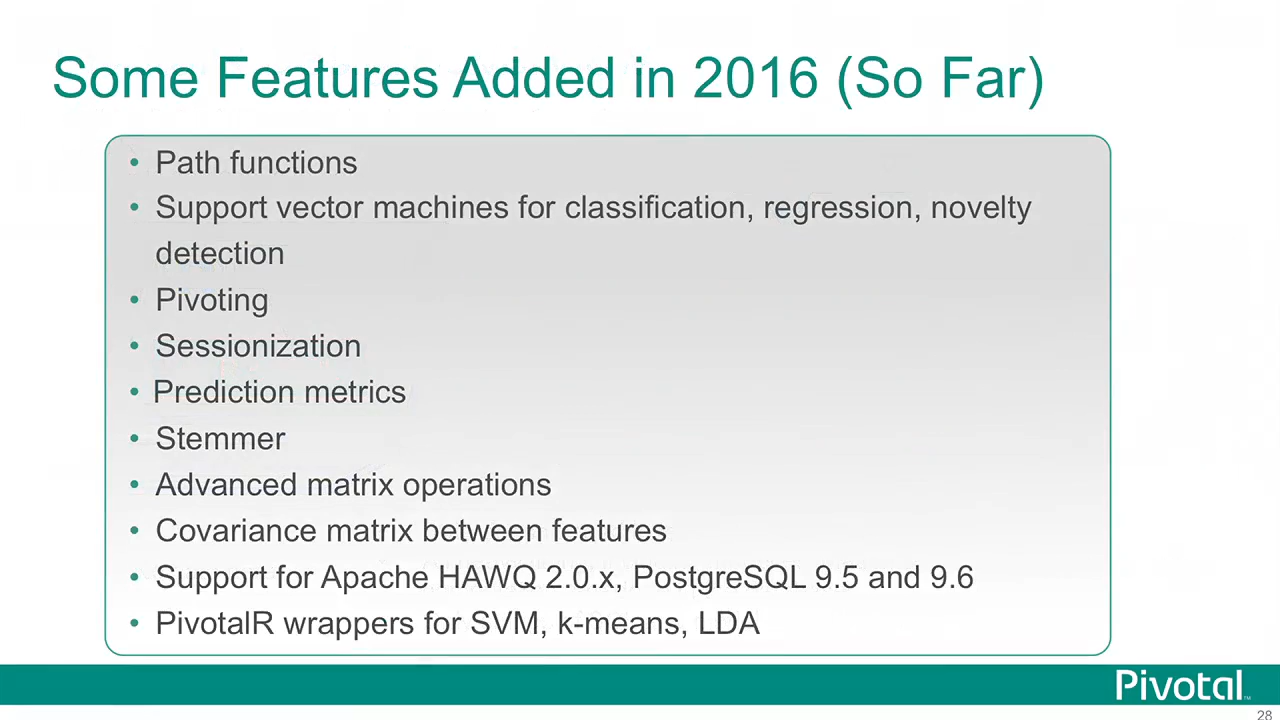 Some Features Added in 2016 (So Far)
• Path functions
• Support vector machines for classification, regression, novelty
detection
• Pivoting
• Sessionization
• Prediction metrics
• Stemmer
• Advanced matrix operations
• Covariance matrix between features
• Support for Apache HAWQ 2.0.x, PostgreSQL 9.5 and 9.6
• PivotalR wrappers for SVM, k-means, LDA
Pivotal™
28